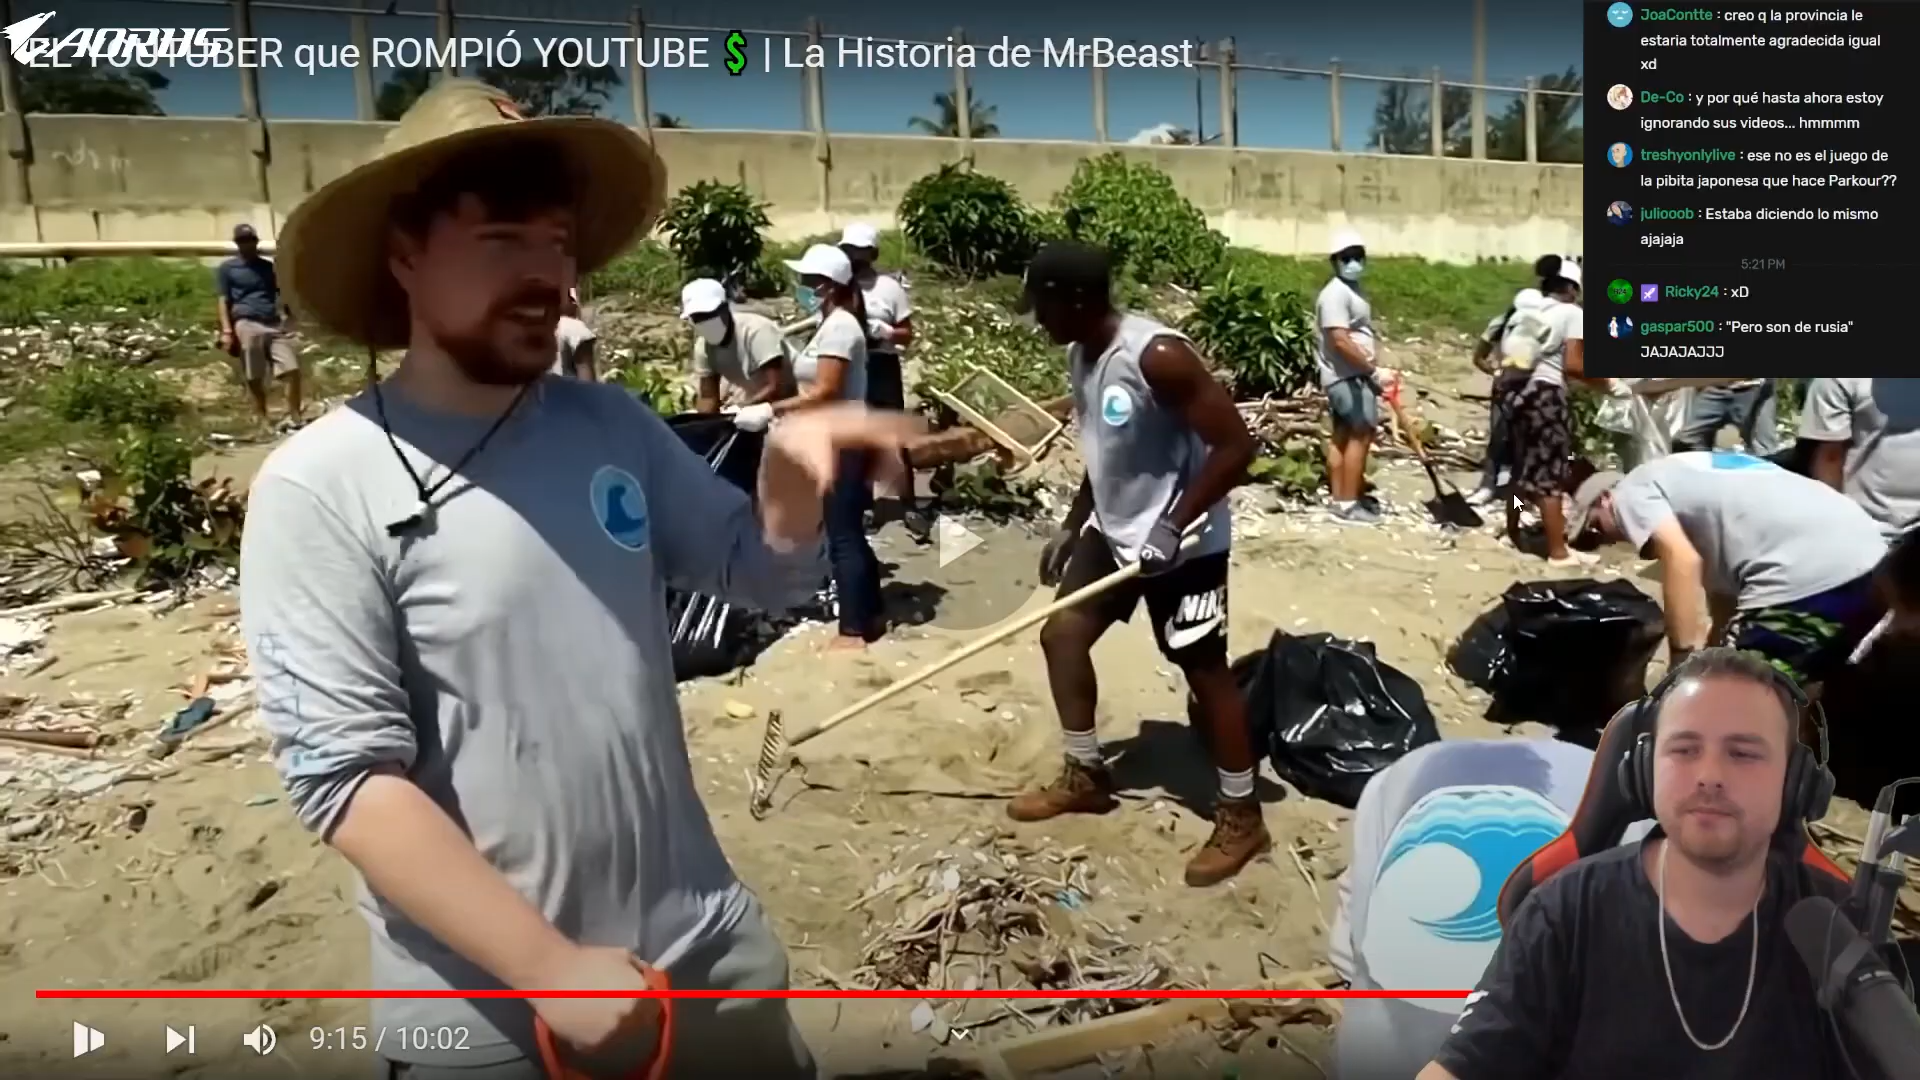 AORUS
EL YOUTUBER que ROMPIÓ YOUTUBE💲 | La Historia de MrBeast
JoaContte : creo q la provincia le
estaria totalmente agradecida igual
xd
De-Co : y por qué hasta ahora estoy
ignorando sus videos... hmmmm
treshyonlylive : ese no es el juego de
la pibita japonesa que hace Parkour??
juliooob : Estaba diciendo lo mismo
ajajaja
5:21 PM
Ricky24 : xD
gaspar500 : "Pero son de rusia"
JAJAJAJJJ
NIKE
9:15 / 10:02